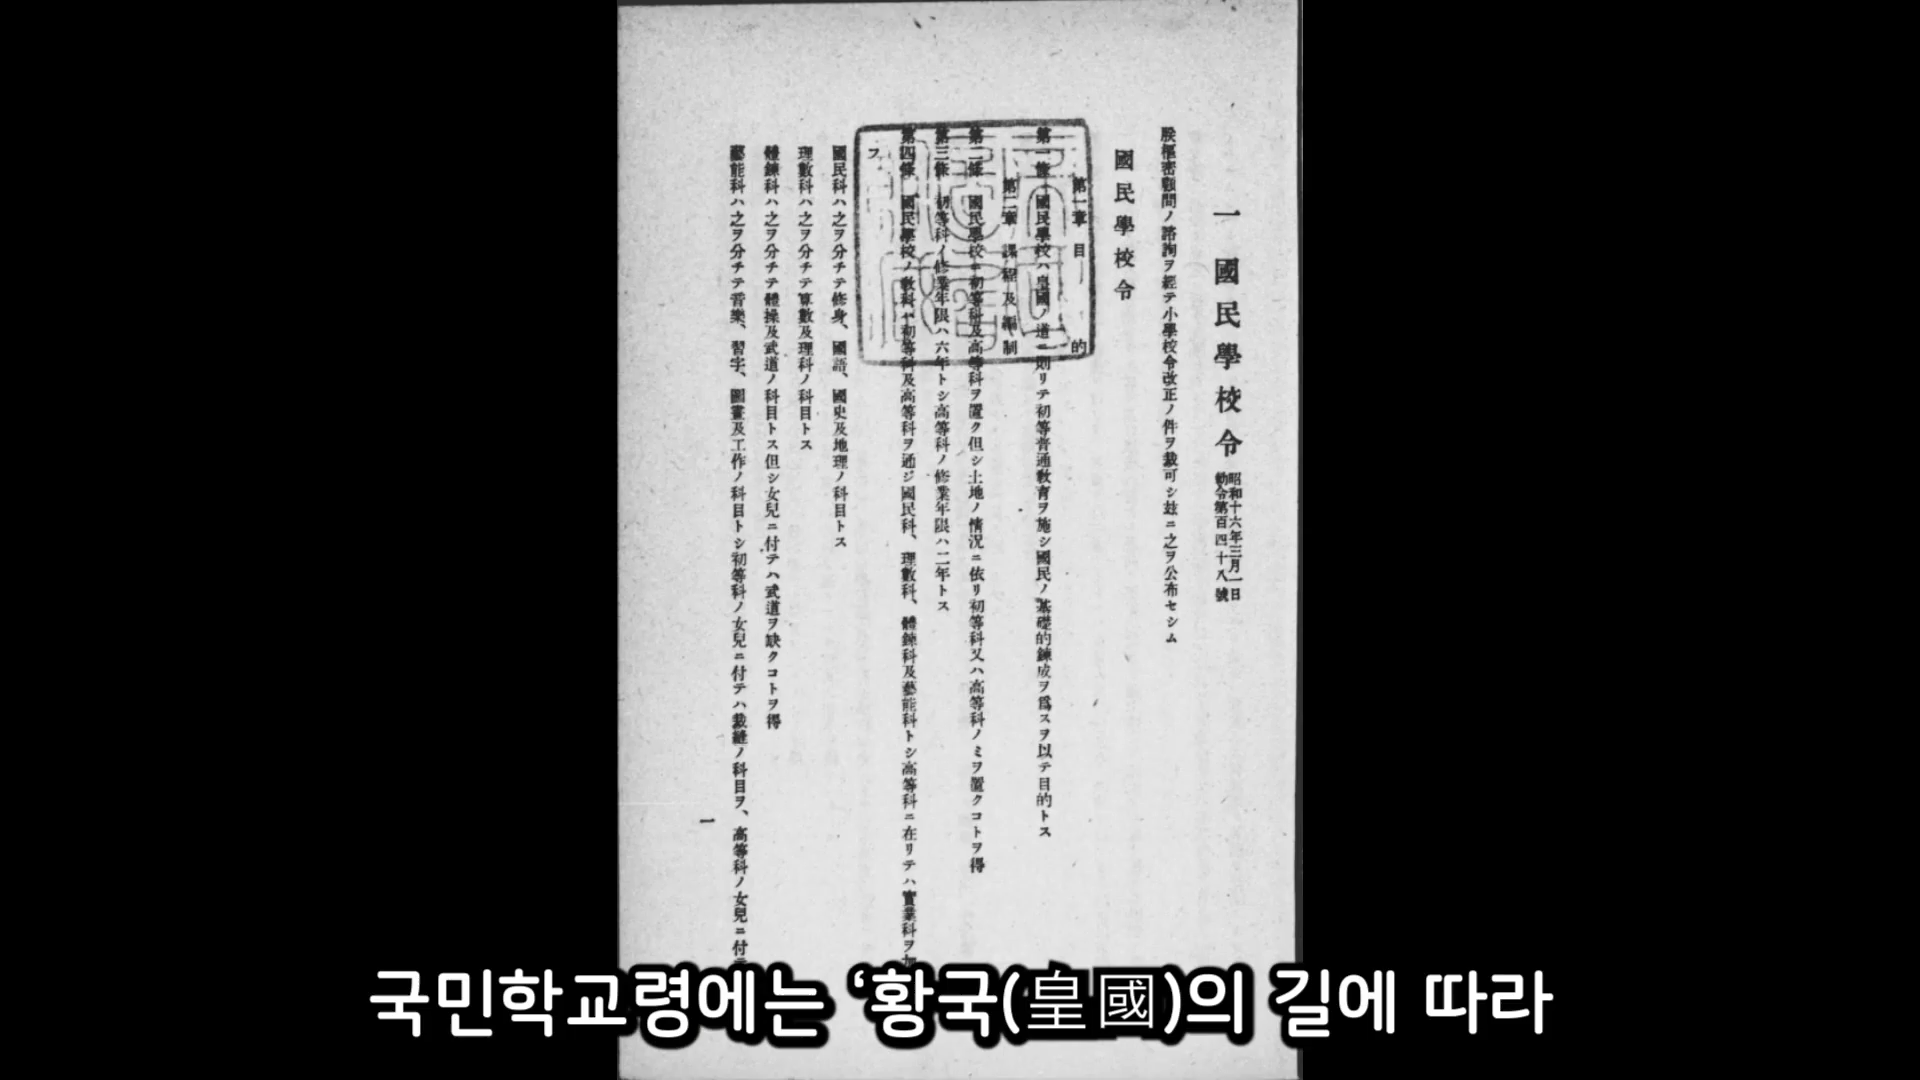 一 國民學校令
昭和十六年三月一日
勅令第百四十八號
朕樞密顧問ノ諮詢ヲ經テ小學校令改正ノ件ヲ裁可シ玆ニ之ヲ公布セシム
國民學校令
第一章 目的
第一條 國民學校ハ皇國ノ道ニ則リテ初等普通教育ヲ施シ國民ノ基礎的鍊成ヲ爲スヲ以テ目的トス
第二章 課程及編制
第二條 國民學校ニ初等科及高等科ヲ置ク但シ土地ノ情況ニ依リ初等科又ハ高等科ノミヲ置クコトヲ得
第三條 初等科ノ修業年限ハ六年トシ高等科ノ修業年限ハ二年トス
第四條 國民學校ノ教科ハ初等科及高等科ヲ通ジ國民科、理數科、體鍊科及藝能科トシ高等科ニ在リテハ實業科ヲ加
フ
國民科ハ之ヲ分チテ修身、國語、國史及地理ノ科目トス
理數科ハ之ヲ分チテ算數及理科ノ科目トス
體鍊科ハ之ヲ分チテ體操及武道ノ科目トス但シ女兒ニ付テハ武道ヲ缺クコトヲ得
藝能科ハ之ヲ分チテ音樂、習字、圖畫及工作ノ科目トシ初等科ノ女兒ニ付テハ裁縫ノ科目ヲ、高等科ノ女兒ニ付テ
一
국민학교령에는 ‘황국(皇國)의 길에 따라